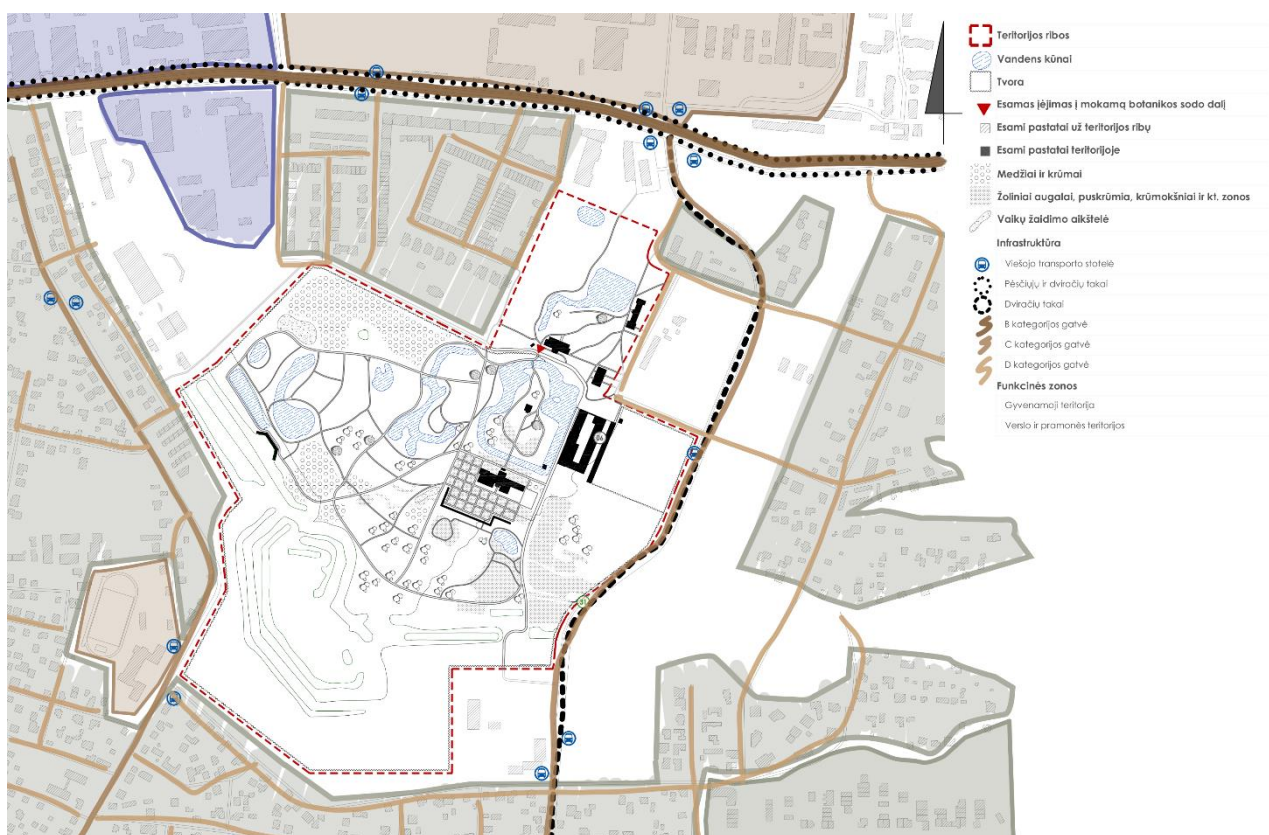 Teritorijos ribos
Vandens kūnai
Tvora
Esamas įėjimas į mokamą botanikos sodo dalį
Esami pastatai už teritorijos ribų
Esami pastatai teritorijoje
Medžiai ir krūmai
Žoliniai augalai, puskrūmia, krūmokšniai ir kt. zonos
Vaikų žaidimo aikštelė
Infrastruktūra
Viešojo transporto stotelė
Pėsčiųjų ir dviračių takai
Dviračių takai
B kategorijos gatvė
C kategorijos gatvė
D kategorijos gatvė
Funkcinės zonos
Gyvenamoji teritorija
Verslo ir pramonės teritorijos